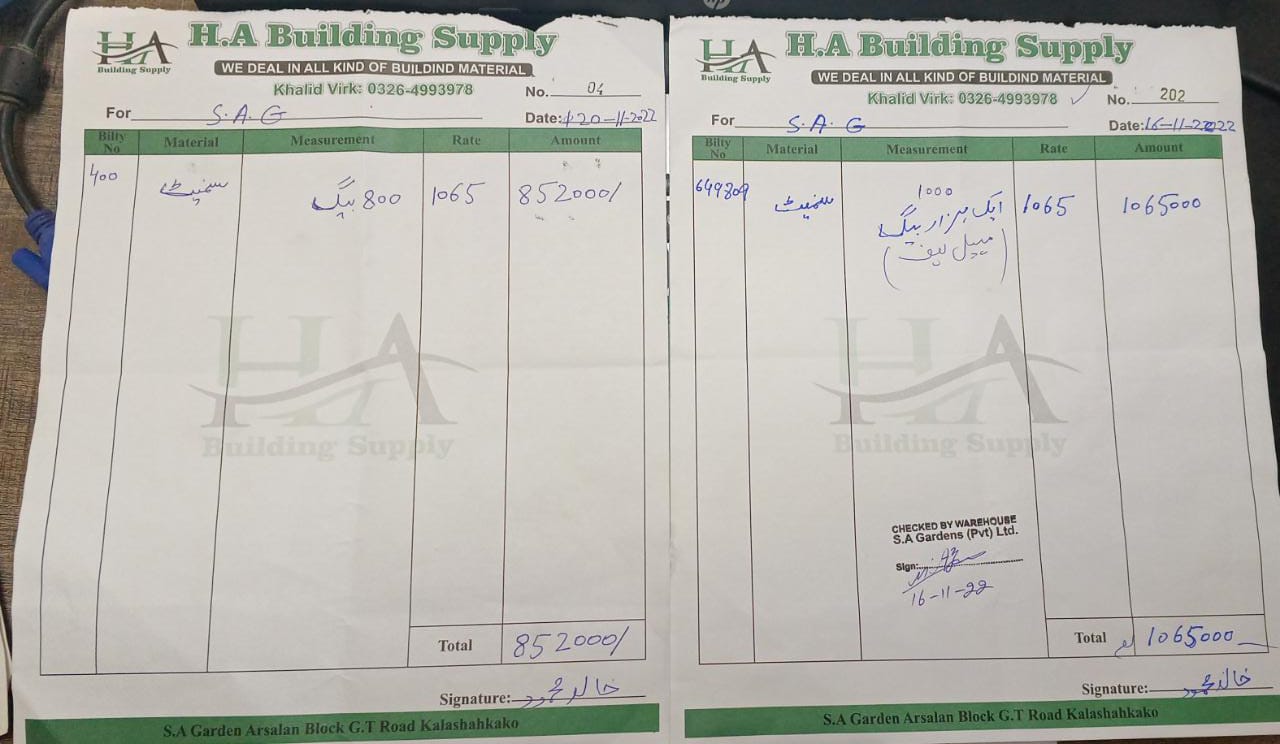 HA
Building Supply
H.A Building Supply
WE DEAL IN ALL KIND OF BUILDIND MATERIAL
Khalid Virk: 0326-4993978
No. 04
For S.A.G
Date: 20-11-2022
Bilty No Material Measurement Rate Amount
400 سمنیٹ 800 بیگ 1065 852000/
HA
Building Supply
Total 852000/
Signature: خالد محمود
S.A Garden Arsalan Block G.T Road Kalashahkako
HA
Building Supply
H.A Building Supply
WE DEAL IN ALL KIND OF BUILDIND MATERIAL
Khalid Virk: 0326-4993978
No. 202
For S.A G
Date: 16-11-2022
Bilty No Material Measurement Rate Amount
649809 سمنیٹ 1000 1065 1065000
ایک ہزار بیگ
(میپل لیف)
HA
Building Supply
CHECKED BY WAREHOUSE
S.A Gardens (Pvt) Ltd.
Sign:
16-11-22
Total 1065000
Signature: خالد محمود
S.A Garden Arsalan Block G.T Road Kalashahkako